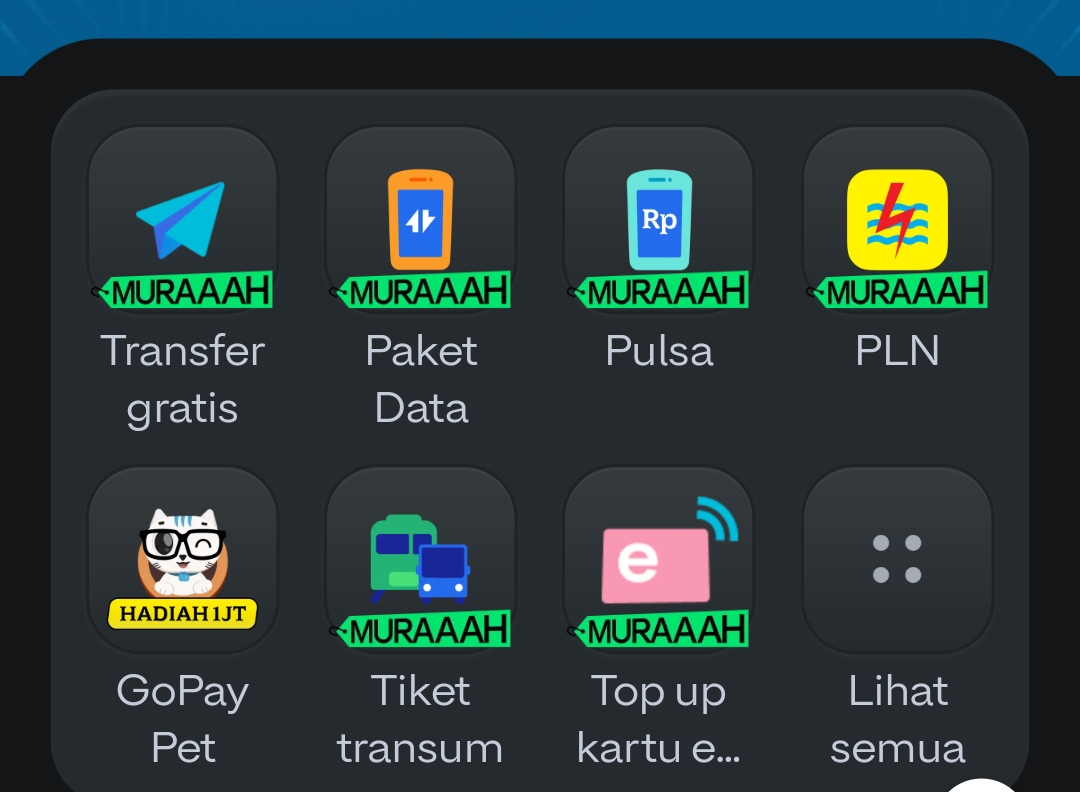 MURAAAH MURAAAH Rp MURAAAH MURAAAH
Transfer gratis
Paket Data
Pulsa
PLN
HADIAH 1JT
GoPay Pet
MURAAAH
Tiket transum
e
MURAAAH
Top up kartu e...
Lihat semua